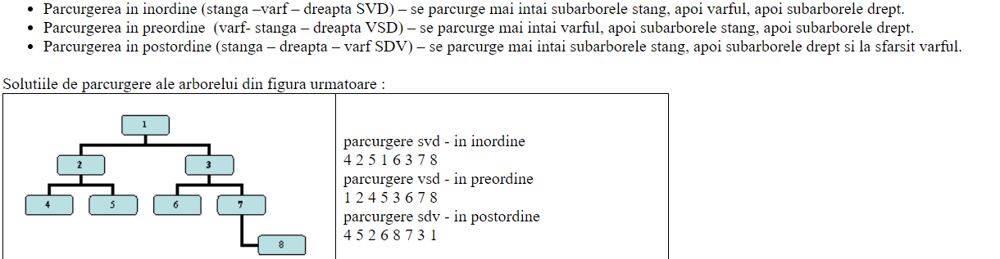 • Parcurgerea in inordine (stanga –varf – dreapta SVD) – se parcurge mai intai subarborele stang, apoi varful, apoi subarborele drept.
• Parcurgerea in preordine  (varf- stanga – dreapta VSD) – se parcurge mai intai varful, apoi subarborele stang, apoi subarborele drept.
• Parcurgerea in postordine (stanga – dreapta – varf SDV) – se parcurge mai intai subarborele stang, apoi subarborele drept si la sfarsit varful.
Solutiile de parcurgere ale arborelui din figura urmatoare :
1
2 3
4 5 6 7
8
parcurgere svd - in inordine
4 2 5 1 6 3 7 8
parcurgere vsd - in preordine
1 2 4 5 3 6 7 8
parcurgere sdv - in postordine
4 5 2 6 8 7 3 1